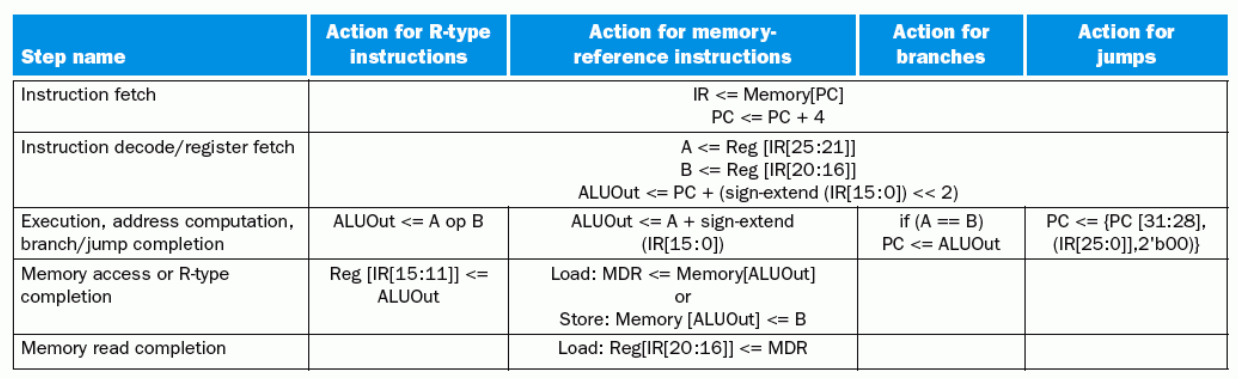 Step name
Action for R-type
instructions
Action for memory-
reference instructions
Action for
branches
Action for
jumps
Instruction fetch
IR <= Memory[PC]
PC <= PC + 4
Instruction decode/register fetch
A <= Reg [IR[25:21]]
B <= Reg [IR[20:16]]
ALUOut <= PC + (sign-extend (IR[15:0]) << 2)
Execution, address computation,
branch/jump completion
ALUOut <= A op B
ALUOut <= A + sign-extend
(IR[15:0])
if (A == B)
PC <= ALUOut
PC <= {PC [31:28],
(IR[25:0]],2'b00)}
Memory access or R-type
completion
Reg [IR[15:11]] <=
ALUOut
Load: MDR <= Memory[ALUOut]
or
Store: Memory [ALUOut] <= B
Memory read completion
Load: Reg[IR[20:16]] <= MDR